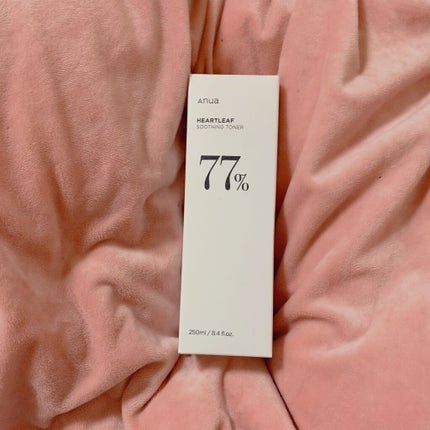 Anua
HEARTLEAF
SOOTHING TONER
77%
250ml / 8.4 fl.oz.